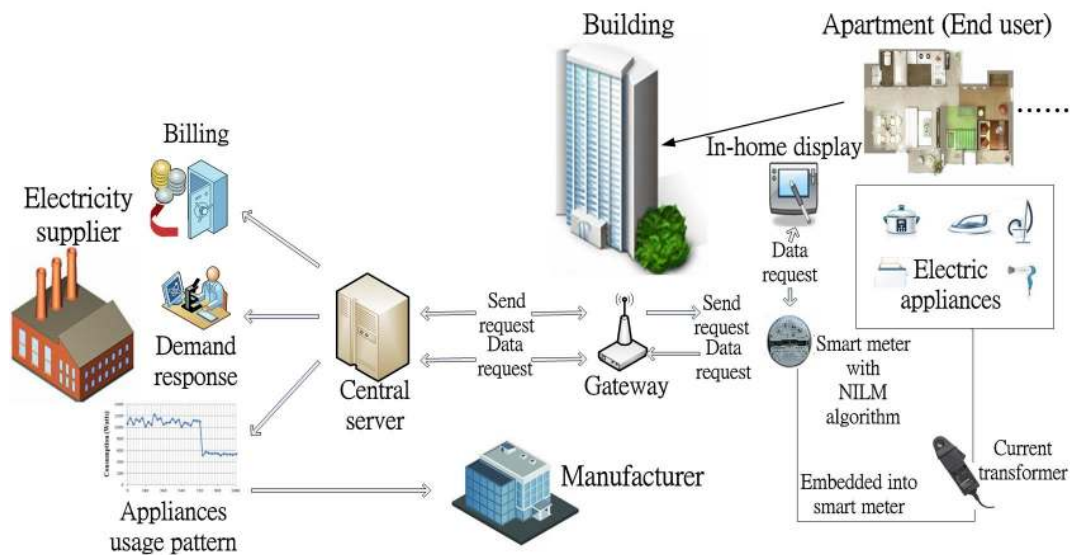 Building
Apartment (End user)
Billing
In-home display
Electricity
supplier
Data
request
Electric
appliances
Send
request
Send
request
Demand
response
Data
request
Data
request
Gateway
Smart meter
with
NILM
algorithm
Central
server
Consumption (Watts)
Manufacturer
Current
transformer
Embedded into
smart meter
Appliances
usage pattern